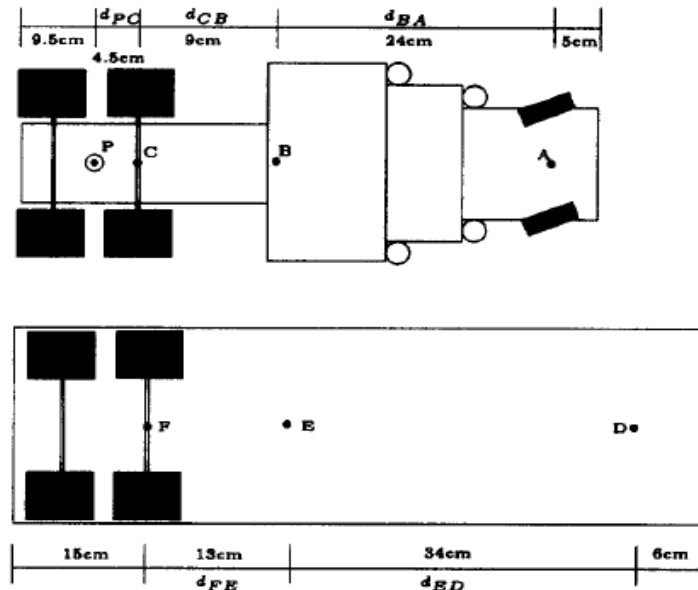 d_PC d_CB d_BA
9.5cm 9cm 24cm 5cm
4.5cm
P C B A
F E D
15cm 13cm 34cm 6cm
d_FE d_ED